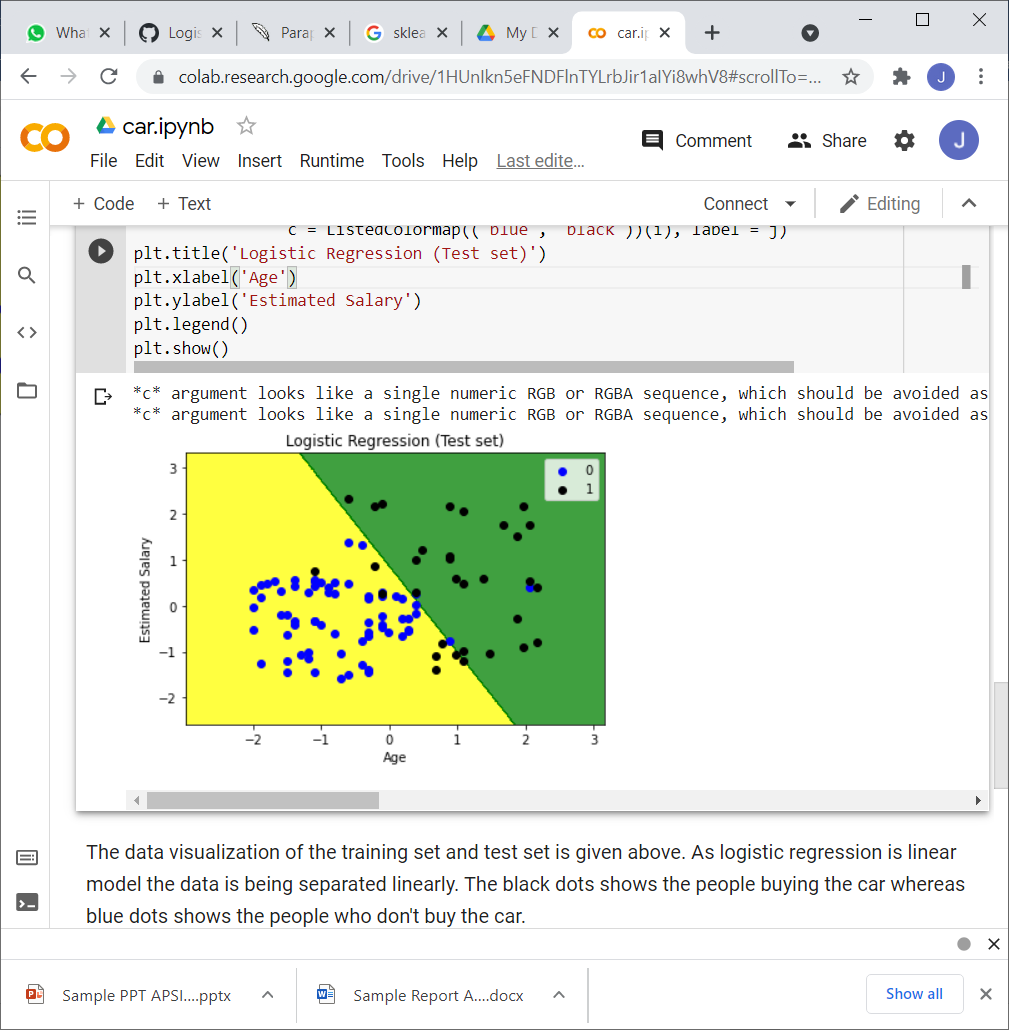 What
Logis
Parap
sklea
My D
car.ip
colab.research.google.com/drive/1HUnIkn5eFNDFlnTYLrbJir1alYi8whV8#scrollTo=...
J
car.ipynb
Comment
Share
J
File Edit View Insert Runtime Tools Help Last edite...
+ Code + Text
Connect
Editing
c = ListedColormap(('blue', 'black'))(i), label = j)
plt.title('Logistic Regression (Test set)')
plt.xlabel('Age')
plt.ylabel('Estimated Salary')
plt.legend()
plt.show()
*c* argument looks like a single numeric RGB or RGBA sequence, which should be avoided as
*c* argument looks like a single numeric RGB or RGBA sequence, which should be avoided as
Logistic Regression (Test set)
0
1
3
2
1
0
−1
−2
Estimated Salary
−2 −1 0 1 2 3
Age
The data visualization of the training set and test set is given above. As logistic regression is linear
model the data is being separated linearly. The black dots shows the people buying the car whereas
blue dots shows the people who don't buy the car.
Sample PPT APSI....pptx
Sample Report A....docx
Show all